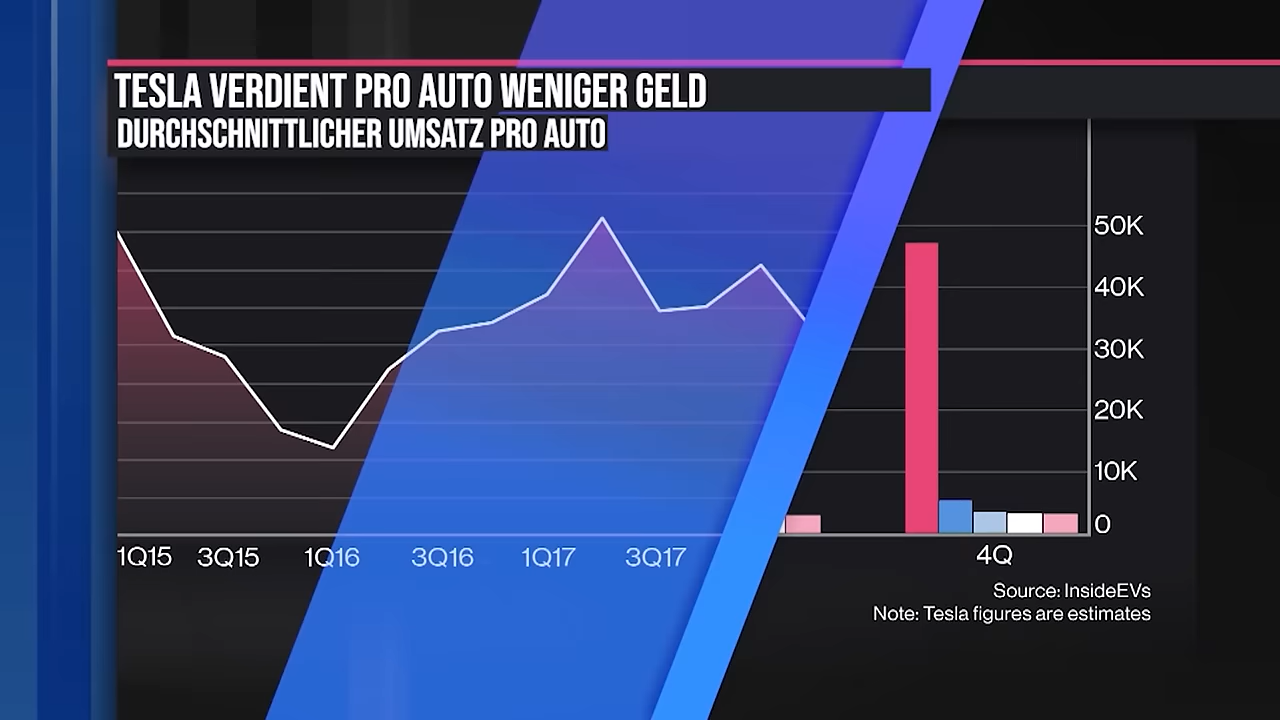 TESLA VERDIENT PRO AUTO WENIGER GELD
DURCHSCHNITTLICHER UMSATZ PRO AUTO
50K
40K
30K
20K
10K
0
1Q15 3Q15 1Q16 3Q16 1Q17 3Q17 4Q
Source: InsideEVs
Note: Tesla figures are estimates